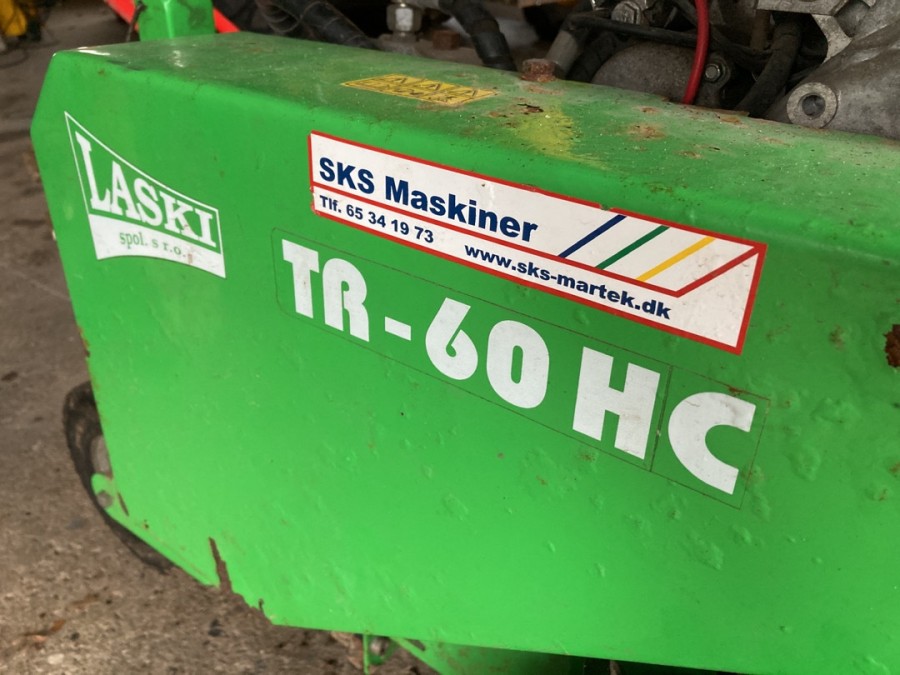 LASKI
spol. s r.o.
SKS Maskiner
Tlf. 65 34 19 73
www.sks-martek.dk
TR-60 HC